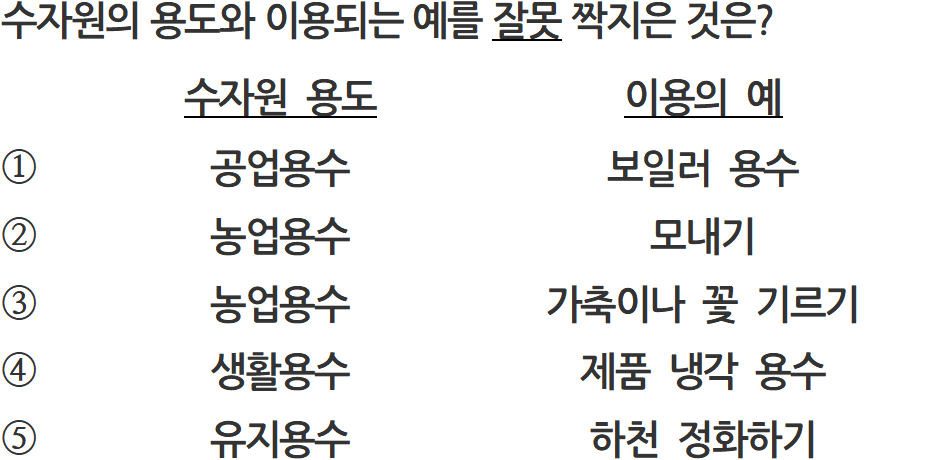 수자원의 용도와 이용되는 예를 잘못 짝지은 것은?
수자원 용도 이용의 예
① 공업용수 보일러 용수
② 농업용수 모내기
③ 농업용수 가축이나 꽃 기르기
④ 생활용수 제품 냉각 용수
⑤ 유지용수 하천 정화하기